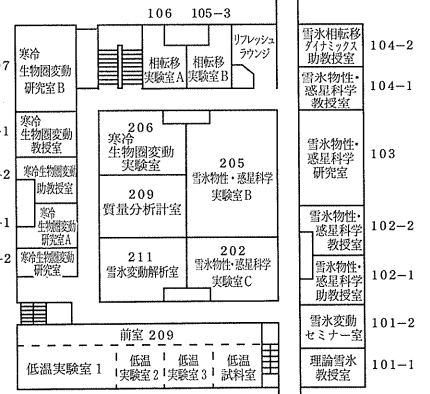 106
105-3
寒冷
生物圏変動
研究室B
相転移
実験室A
相転移
実験室B
リフレッシュ
ラウンジ
雪氷相転移
ダイナミックス
助教授室
104-2
雪氷物性・
惑星科学
教授室
104-1
7
寒冷
生物圏変動
教授室
-1
寒冷生物圏変動
助教授室
-2
寒冷
生物圏変動
研究室A
-1
寒冷生物圏変動
研究室
-2
206
寒冷
生物圏変動
実験室
205
雪氷物性・惑星科学
実験室B
209
質量分析計室
211
雪氷変動解析室
202
雪氷物性・惑星科学
実験室C
雪氷物性・
惑星科学
研究室
103
雪氷物性・
惑星科学
教授室
102-2
雪氷物性・
惑星科学
助教授室
102-1
雪氷変動
セミナー室
101-2
理論雪氷
教授室
101-1
前室 209
低温実験室1
低温
実験室2
低温
実験室3
低温
試料室